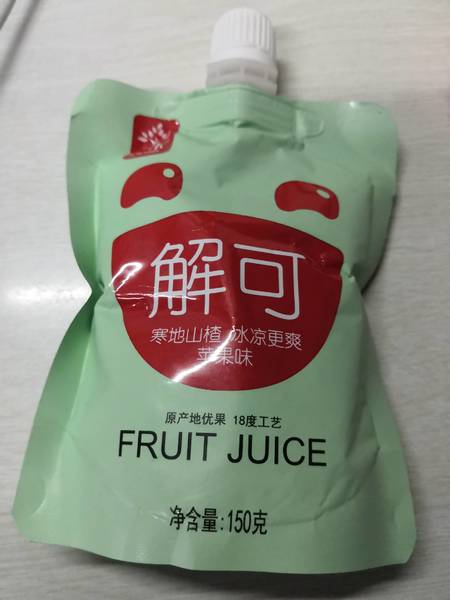 解可
寒地山楂 冰凉更爽
苹果味
原产地优果 18度工艺
FRUIT JUICE
净含量:150克